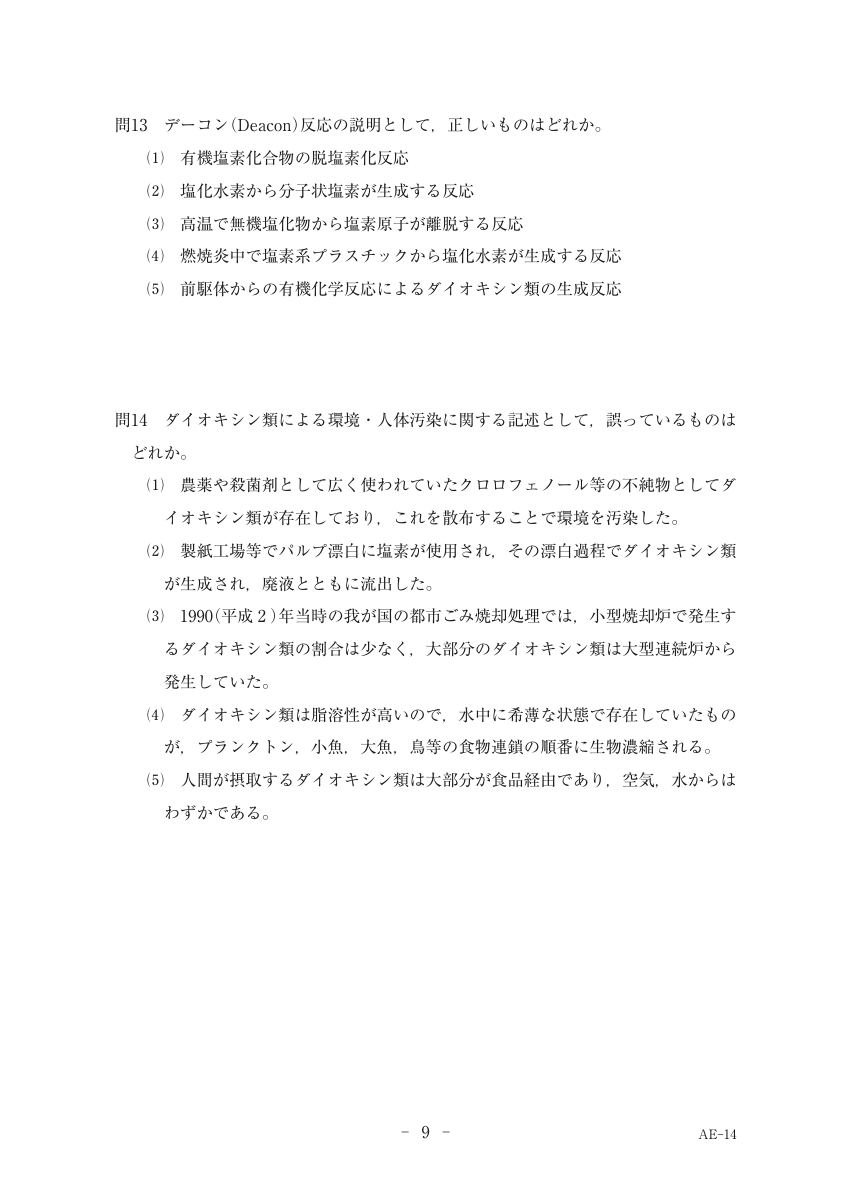 問13　デーコン(Deacon)反応の説明として，正しいものはどれか。
⑴　有機塩素化合物の脱塩素化反応
⑵　塩化水素から分子状塩素が生成する反応
⑶　高温で無機塩化物から塩素原子が離脱する反応
⑷　燃焼炎中で塩素系プラスチックから塩化水素が生成する反応
⑸　前駆体からの有機化学反応によるダイオキシン類の生成反応
問14　ダイオキシン類による環境・人体汚染に関する記述として，誤っているものは
どれか。
⑴　農薬や殺菌剤として広く使われていたクロロフェノール等の不純物としてダ
イオキシン類が存在しており，これを散布することで環境を汚染した。
⑵　製紙工場等でパルプ漂白に塩素が使用され，その漂白過程でダイオキシン類
が生成され，廃液とともに流出した。
⑶　1990(平成２)年当時の我が国の都市ごみ焼却処理では，小型焼却炉で発生す
るダイオキシン類の割合は少なく，大部分のダイオキシン類は大型連続炉から
発生していた。
⑷　ダイオキシン類は脂溶性が高いので，水中に希薄な状態で存在していたもの
が，プランクトン，小魚，大魚，鳥等の食物連鎖の順番に生物濃縮される。
⑸　人間が摂取するダイオキシン類は大部分が食品経由であり，空気，水からは
わずかである。
- 9 -
AE-14